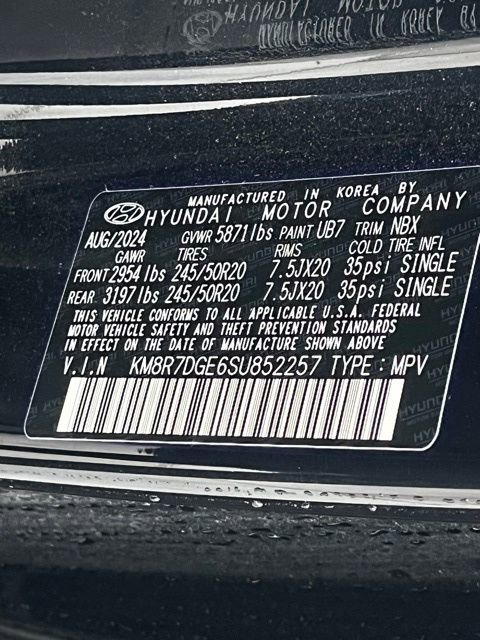 MANUFACTURED IN KOREA BY
HYUNDAI MOTOR COMPANY
AUG/2024 GVWR 5871lbs PAINT UB7 TRIM NBX
GAWR TIRES RIMS COLD TIRE INFL
FRONT 2954lbs 245/50R20 7.5JX20 35psi SINGLE
REAR 3197lbs 245/50R20 7.5JX20 35psi SINGLE
THIS VEHICLE CONFORMS TO ALL APPLICABLE U.S.A. FEDERAL
MOTOR VEHICLE SAFETY AND THEFT PREVENTION STANDARDS
IN EFFECT ON THE DATE OF MANUFACTURE SHOWN ABOVE
V.I.N KM8R7DGE6SU852257 TYPE : MPV